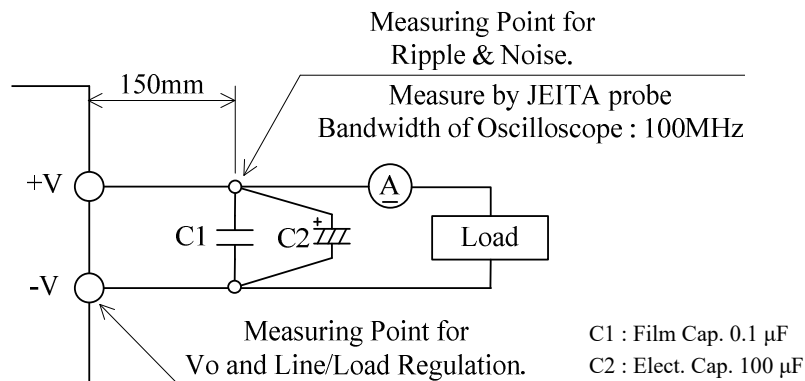 Measuring Point for
Ripple & Noise.
150mm
Measure by JEITA probe
Bandwidth of Oscilloscope : 100MHz
+V
A
C1
+
C2
Load
-V
Measuring Point for
Vo and Line/Load Regulation.
C1 : Film Cap. 0.1 μF
C2 : Elect. Cap. 100 μF